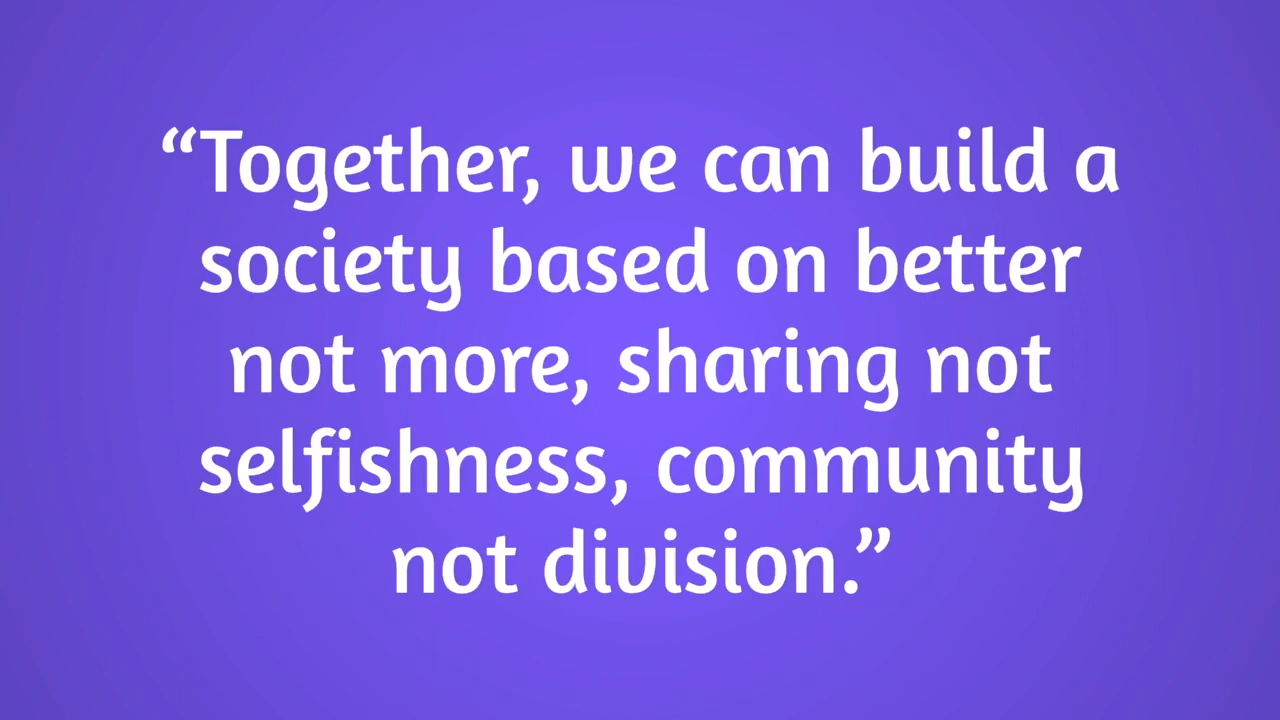 “Together, we can build a
society based on better
not more, sharing not
selfishness, community
not division.”